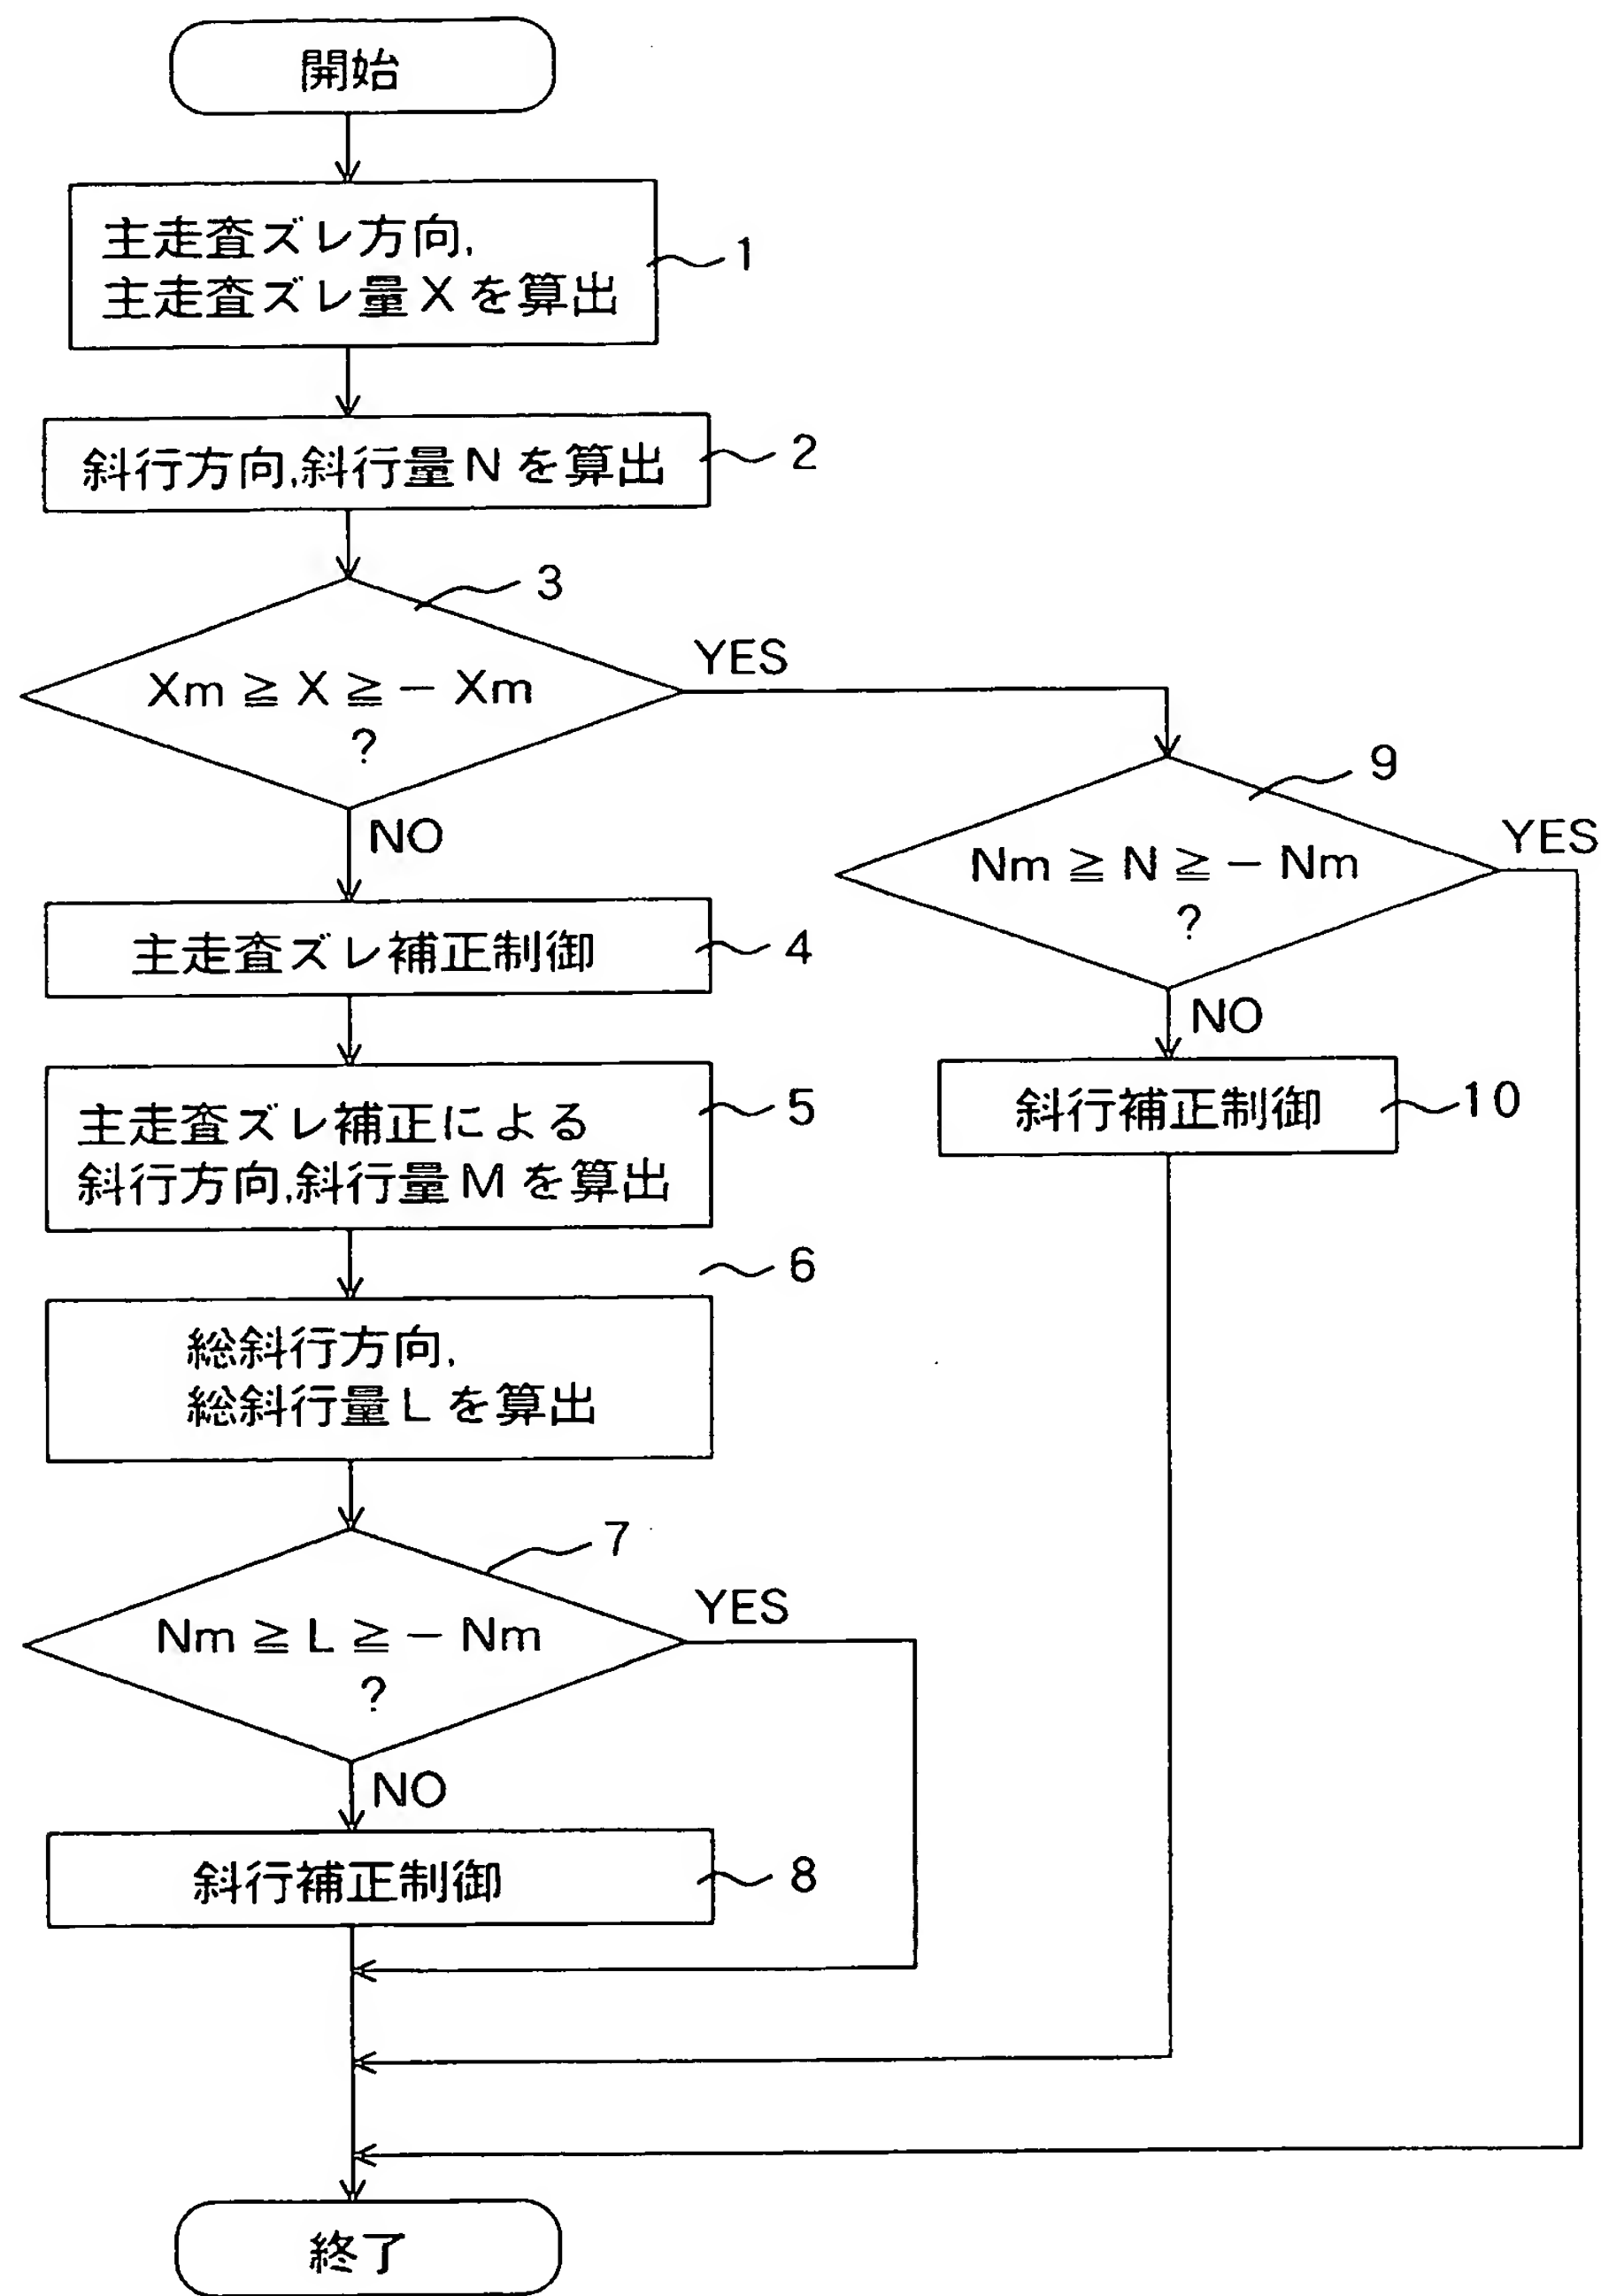 開始
主走査ズレ方向,
主走査ズレ量Xを算出
1
斜行方向,斜行量Nを算出
2
3
Xm ≧ X ≧ － Xm
?
YES
NO
9
Nm ≧ N ≧ － Nm
?
YES
NO
主走査ズレ補正制御
4
斜行補正制御
10
主走査ズレ補正による
斜行方向,斜行量Mを算出
5
6
総斜行方向,
総斜行量Lを算出
7
Nm ≧ L ≧ － Nm
?
YES
NO
斜行補正制御
8
終了